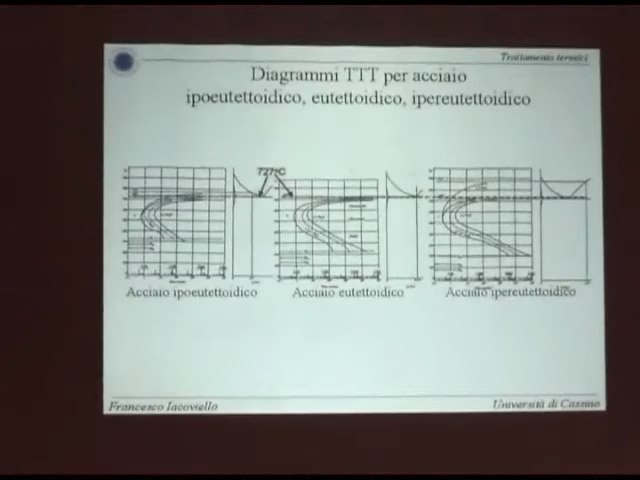 Trattamento termici
Diagrammi TTT per acciaio
ipoeutettoidico, eutettoidico, ipereutettoidico
727°C
Acciaio ipoeutettoidico
Acciaio eutettoidico
Acciaio ipereutettoidico
Francesco Iacoviello
Università di Cassino